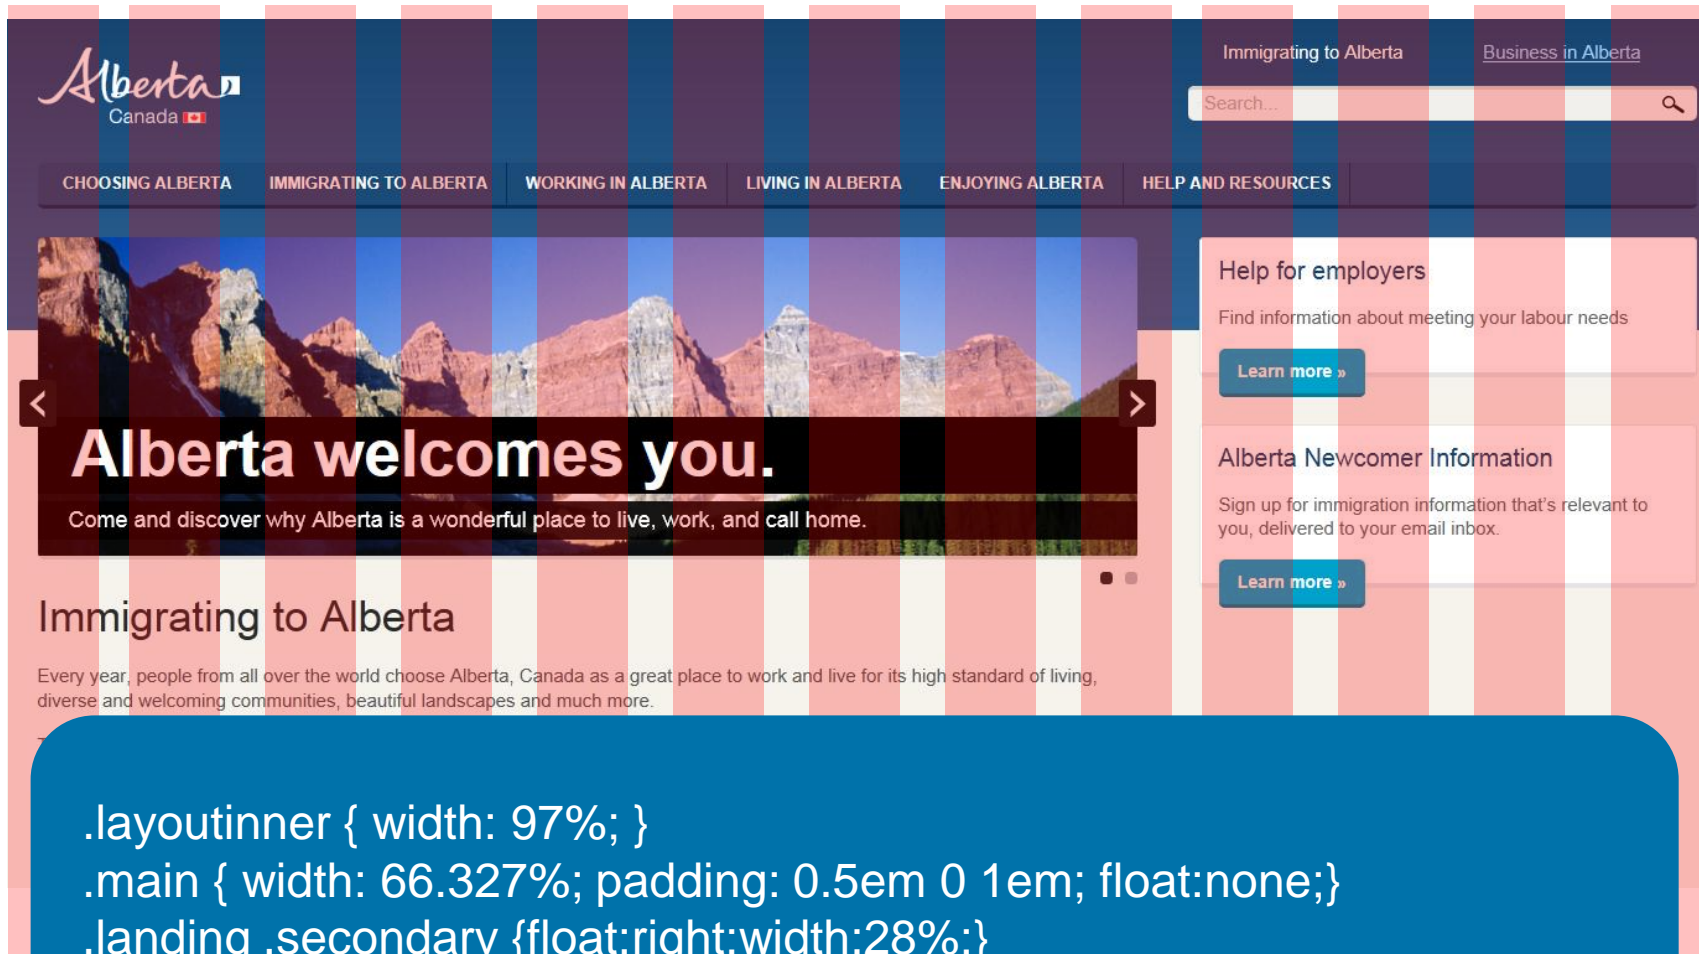 Alberta
Canada
Immigrating to Alberta
Business in Alberta
Search...
CHOOSING ALBERTA
IMMIGRATING TO ALBERTA
WORKING IN ALBERTA
LIVING IN ALBERTA
ENJOYING ALBERTA
HELP AND RESOURCES
Alberta welcomes you.
Come and discover why Alberta is a wonderful place to live, work, and call home.
Help for employers
Find information about meeting your labour needs
Learn more »
Alberta Newcomer Information
Sign up for immigration information that's relevant to
you, delivered to your email inbox.
Learn more »
Immigrating to Alberta
Every year, people from all over the world choose Alberta, Canada as a great place to work and live for its high standard of living,
diverse and welcoming communities, beautiful landscapes and much more.
.layoutinner { width: 97%; }
.main { width: 66.327%; padding: 0.5em 0 1em; float:none;}
.landing .secondary {float:right;width:28%;}